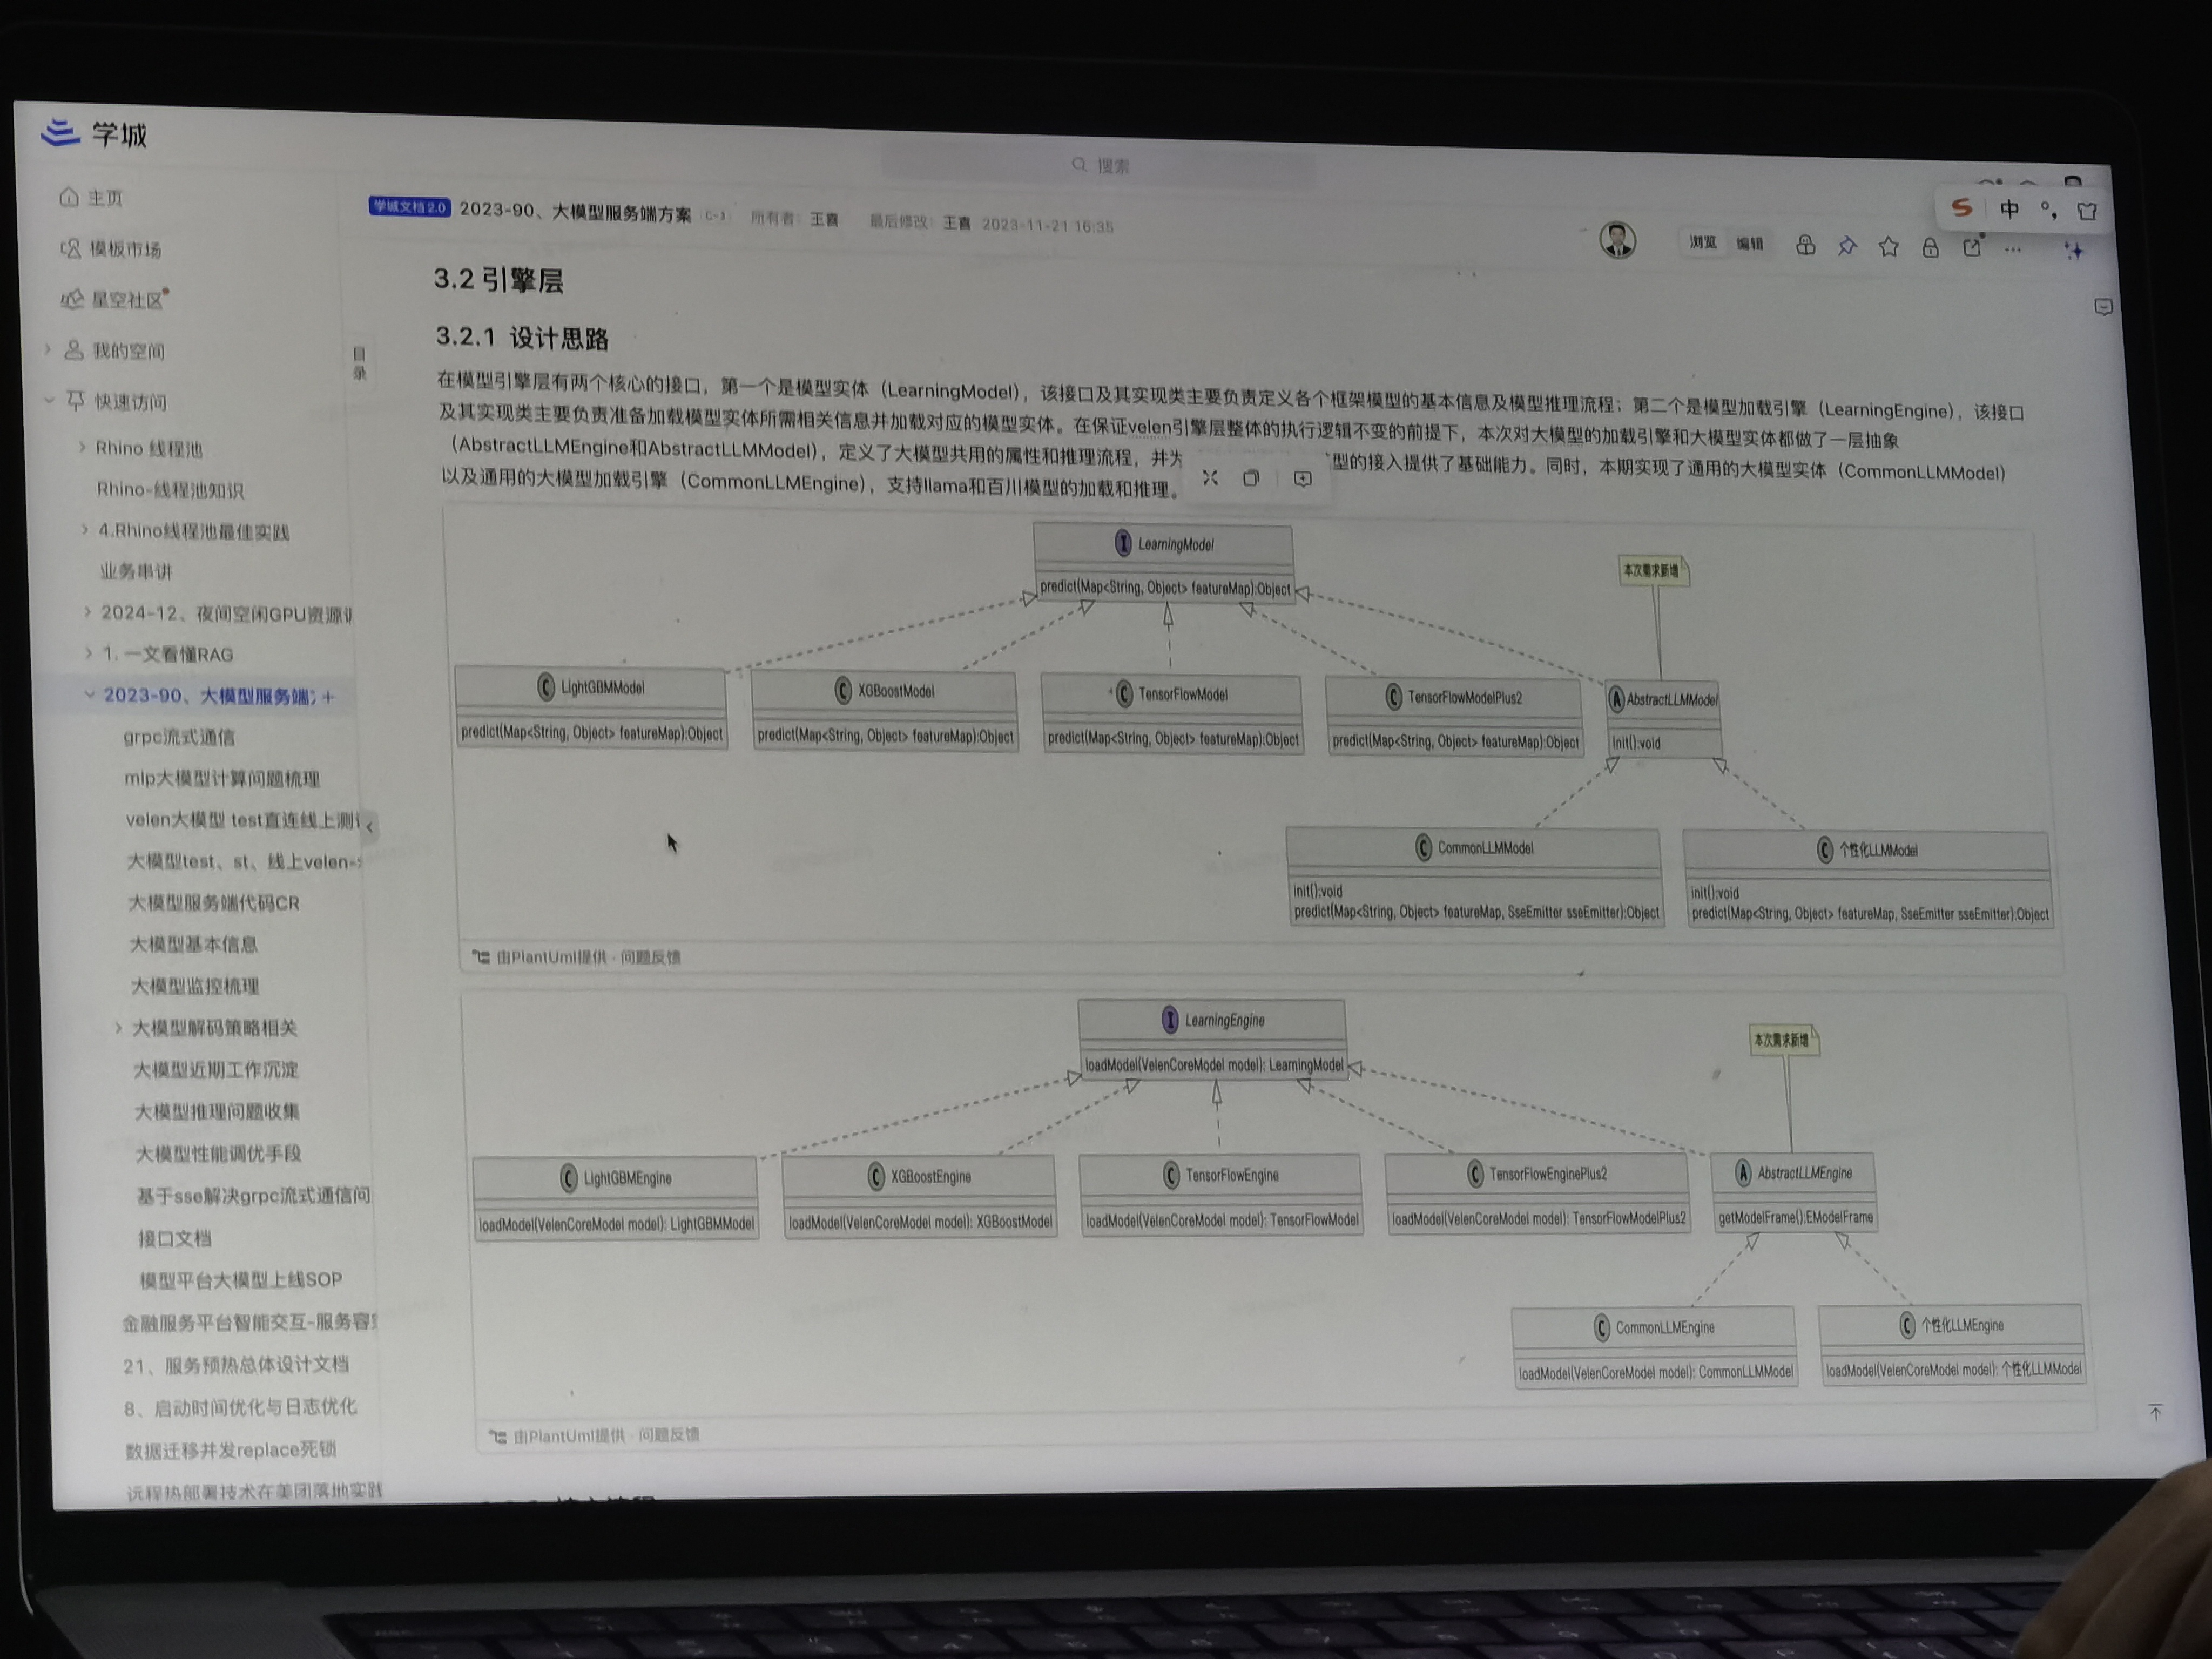 学城
搜索
主页
模板市场
星空社区
我的空间
快速访问
Rhino 线程池
Rhino-线程池知识
4.Rhino线程池最佳实践
业务串讲
2024-12、夜间空闲GPU资源
1. 一文看懂RAG
2023-90、大模型服务端
grpc流式通信
mlp大模型计算问题梳理
velen大模型 test直连线上测
大模型test、st、线上velen-
大模型服务端代码CR
大模型基本信息
大模型监控梳理
大模型解码策略相关
大模型近期工作沉淀
大模型推理问题收集
大模型性能调优手段
基于sse解决grpc流式通信问
接口文档
模型平台大模型上线SOP
金融服务平台智能交互-服务容
21、服务预热总体设计文档
8、启动时间优化与日志优化
数据迁移并发replace死锁
远程热部署技术在美团落地实践
目录
学城文档2.0 2023-90、大模型服务端方案 C-3 所有者: 王喜 最后修改: 王喜 2023-11-21 16:35
浏览 编辑
中
3.2 引擎层
3.2.1 设计思路
在模型引擎层有两个核心的接口，第一个是模型实体（LearningModel），该接口及其实现类主要负责定义各个框架模型的基本信息及模型推理流程；第二个是模型加载引擎（LearningEngine），该接口
及其实现类主要负责准备加载模型实体所需相关信息并加载对应的模型实体。在保证velen引擎层整体的执行逻辑不变的前提下，本次对大模型的加载引擎和大模型实体都做了一层抽象
（AbstractLLMEngine和AbstractLLMModel），定义了大模型共用的属性和推理流程，并为 型的接入提供了基础能力。同时，本期实现了通用的大模型实体（CommonLLMModel）
以及通用的大模型加载引擎（CommonLLMEngine），支持llama和百川模型的加载和推理。
I LearningModel
predict(Map<String, Object> featureMap):Object
本次需求新增
C LightGBMModel
predict(Map<String, Object> featureMap):Object
C XGBoostModel
predict(Map<String, Object> featureMap):Object
C TensorFlowModel
predict(Map<String, Object> featureMap):Object
C TensorFlowModelPlus2
predict(Map<String, Object> featureMap):Object
A AbstractLLMModel
init():void
C CommonLLMModel
init():void
predict(Map<String, Object> featureMap, SseEmitter sseEmitter):Object
C 个性化LLMModel
init():void
predict(Map<String, Object> featureMap, SseEmitter sseEmitter):Object
由PlantUml提供 · 问题反馈
I LearningEngine
loadModel(VelenCoreModel model): LearningModel
本次需求新增
C LightGBMEngine
loadModel(VelenCoreModel model): LightGBMModel
C XGBoostEngine
loadModel(VelenCoreModel model): XGBoostModel
C TensorFlowEngine
loadModel(VelenCoreModel model): TensorFlowModel
C TensorFlowEnginePlus2
loadModel(VelenCoreModel model): TensorFlowModelPlus2
A AbstractLLMEngine
getModelFrame():EModelFrame
C CommonLLMEngine
loadModel(VelenCoreModel model): CommonLLMModel
C 个性化LLMEngine
loadModel(VelenCoreModel model): 个性化LLMModel
由PlantUml提供 · 问题反馈